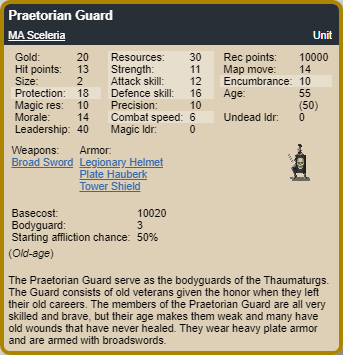 Praetorian Guard
MA Sceleria Unit
Gold: 20 Resources: 30 Rec points: 10000
Hit points: 13 Strength: 11 Map move: 14
Size: 2 Attack skill: 12 Encumbrance: 10
Protection: 18 Defence skill: 16 Age: 55
Magic res: 10 Precision: 10 (50)
Morale: 14 Combat speed: 6 Undead ldr: 0
Leadership: 40 Magic ldr: 0
Weapons: Armor:
Broad Sword Legionary Helmet
Plate Hauberk
Tower Shield
Basecost: 10020
Bodyguard: 3
Starting affliction chance: 50%
(Old-age)
The Praetorian Guard serve as the bodyguards of the Thaumaturgs.
The Guard consists of old veterans given the honor when they left
their old careers. The members of the Praetorian Guard are all very
skilled and brave, but their age makes them weak and many have
old wounds that have never healed. They wear heavy plate armor
and are armed with broadswords.